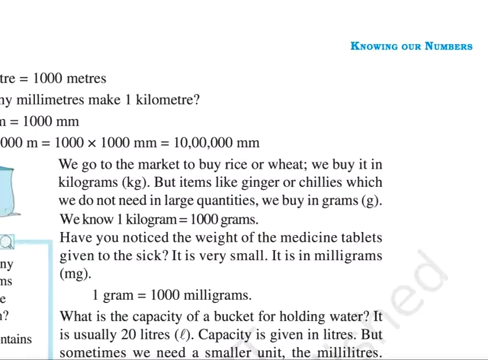 KNOWING OUR NUMBERS
tre = 1000 metres
ny millimetres make 1 kilometre?
m = 1000 mm
000 m = 1000 × 1000 mm = 10,00,000 mm
We go to the market to buy rice or wheat; we buy it in
kilograms (kg). But items like ginger or chillies which
we do not need in large quantities, we buy in grams (g).
We know 1 kilogram = 1000 grams.
Have you noticed the weight of the medicine tablets
given to the sick? It is very small. It is in milligrams
(mg).
1 gram = 1000 milligrams.
What is the capacity of a bucket for holding water? It
is usually 20 litres (ℓ). Capacity is given in litres. But
sometimes we need a smaller unit, the millilitres.
ny
ms
e
n?
ntains